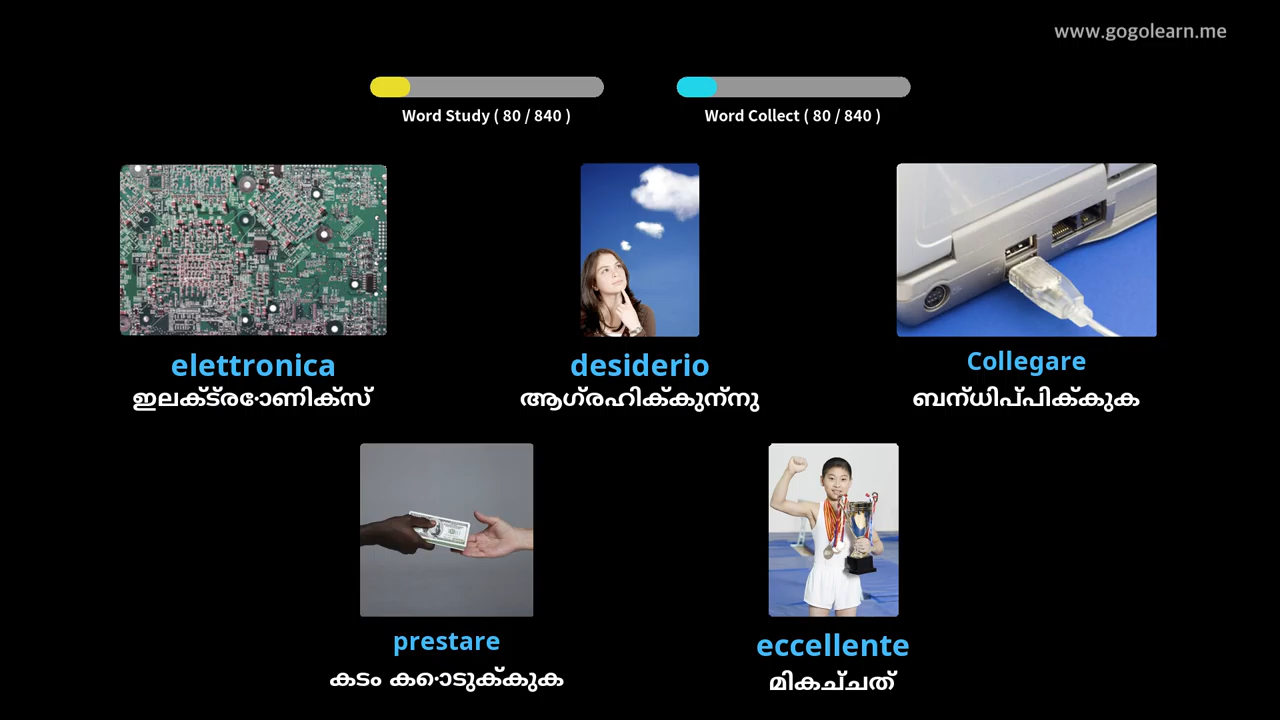 www.gogolearn.me
Word Study ( 80 / 840 )
Word Collect ( 80 / 840 )
elettronica
ഇലക്ട്രോണിക്സ്
desiderio
ആഗ്രഹിക്കുന്നു
Collegare
ബന്ധിപ്പിക്കുക
prestare
കടം കൊടുക്കുക
eccellente
മികച്ചത്